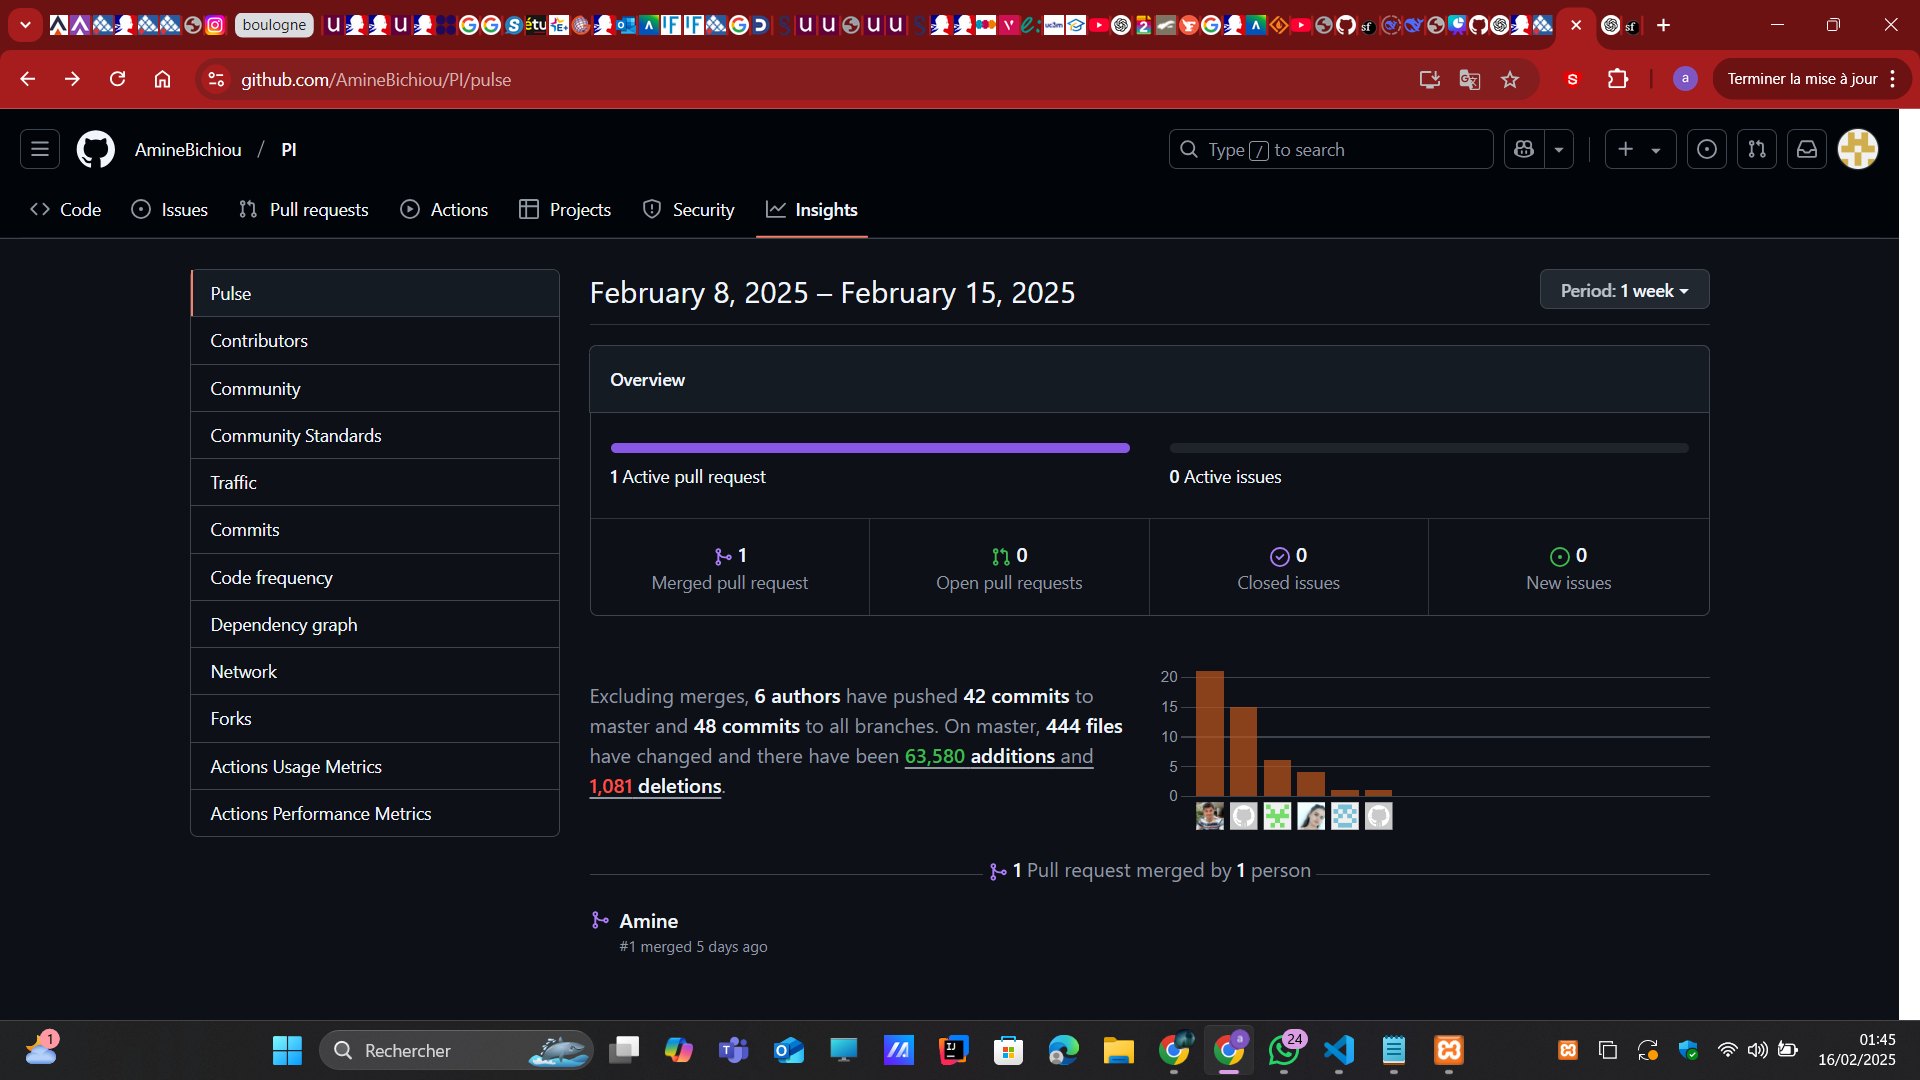 boulogne
github.com/AmineBichiou/PI/pulse
Terminer la mise à jour
AmineBichiou / PI
Type / to search
Code
Issues
Pull requests
Actions
Projects
Security
Insights
Pulse
Contributors
Community
Community Standards
Traffic
Commits
Code frequency
Dependency graph
Network
Forks
Actions Usage Metrics
Actions Performance Metrics
February 8, 2025 – February 15, 2025
Period: 1 week
Overview
1 Active pull request
0 Active issues
1
Merged pull request
0
Open pull requests
0
Closed issues
0
New issues
Excluding merges, 6 authors have pushed 42 commits to
master and 48 commits to all branches. On master, 444 files
have changed and there have been 63,580 additions and
1,081 deletions.
20
15
10
5
0
1 Pull request merged by 1 person
Amine
#1 merged 5 days ago
1
Rechercher
24
01:45
16/02/2025